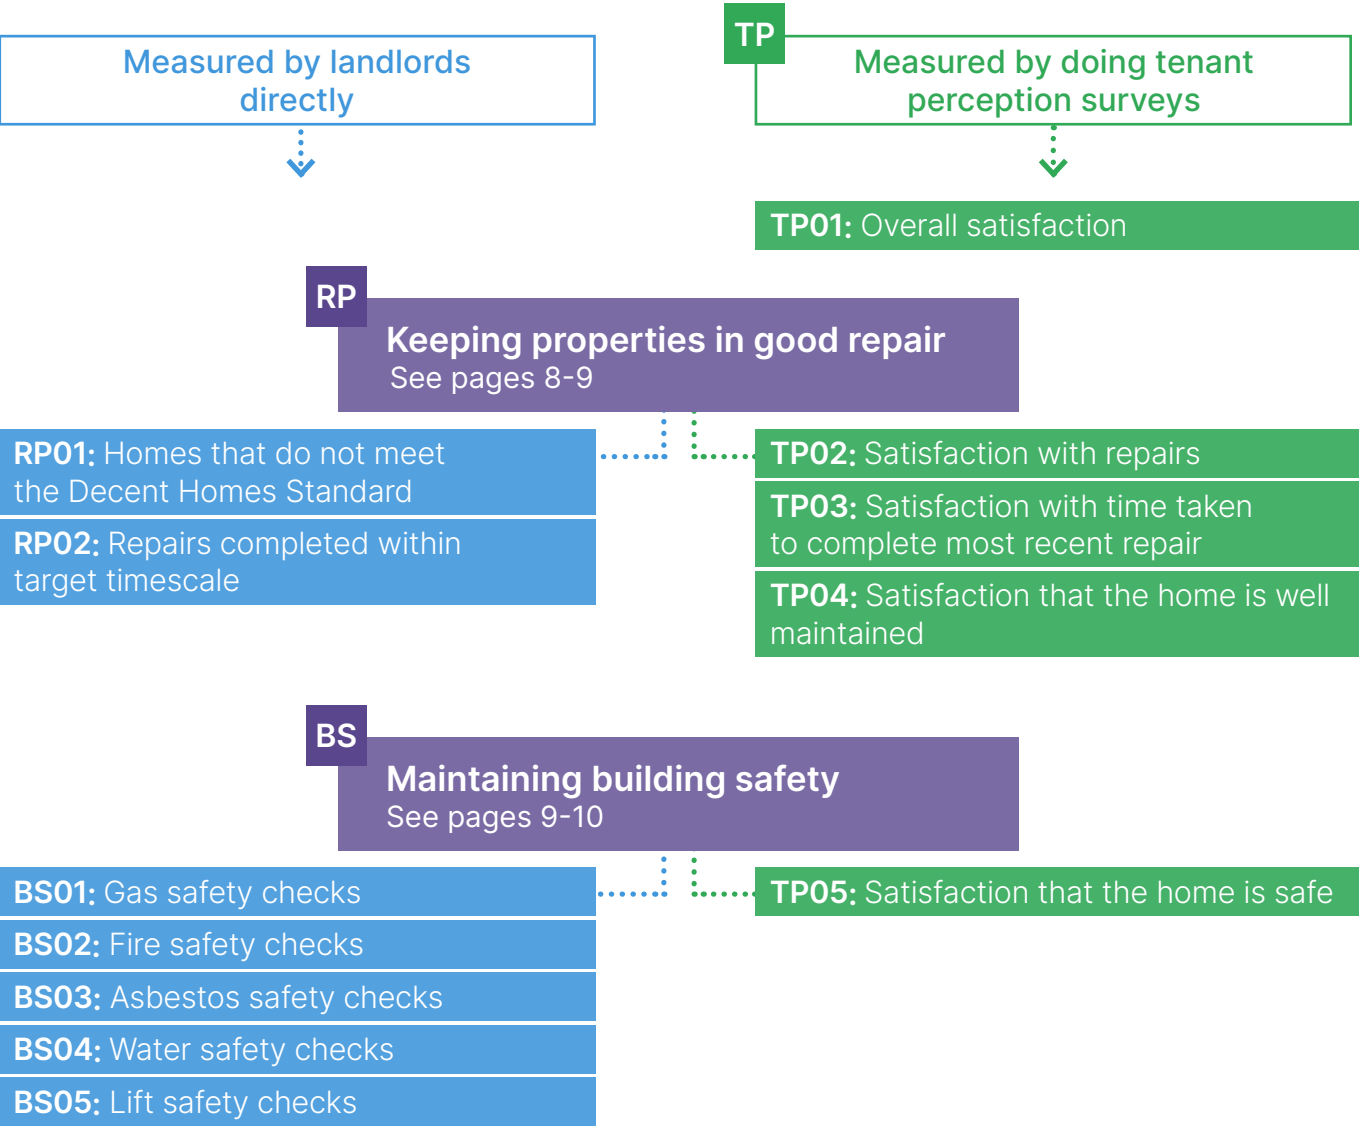 Measured by landlords
directly
TP
Measured by doing tenant
perception surveys
TP01: Overall satisfaction
RP
Keeping properties in good repair
See pages 8-9
RP01: Homes that do not meet
the Decent Homes Standard
RP02: Repairs completed within
target timescale
TP02: Satisfaction with repairs
TP03: Satisfaction with time taken
to complete most recent repair
TP04: Satisfaction that the home is well
maintained
BS
Maintaining building safety
See pages 9-10
BS01: Gas safety checks
BS02: Fire safety checks
BS03: Asbestos safety checks
BS04: Water safety checks
BS05: Lift safety checks
TP05: Satisfaction that the home is safe